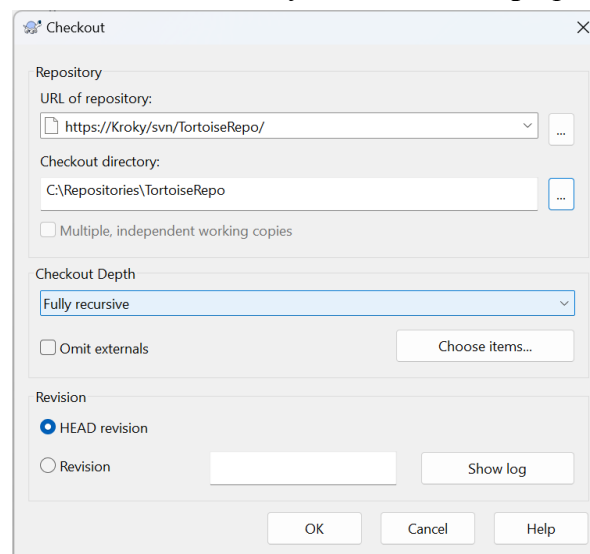 Checkout
Repository
URL of repository:
https://Kroky/svn/TortoiseRepo/
...
Checkout directory:
C:\Repositories\TortoiseRepo
...
Multiple, independent working copies
Checkout Depth
Fully recursive
Omit externals
Choose items...
Revision
HEAD revision
Revision
Show log
OK Cancel Help